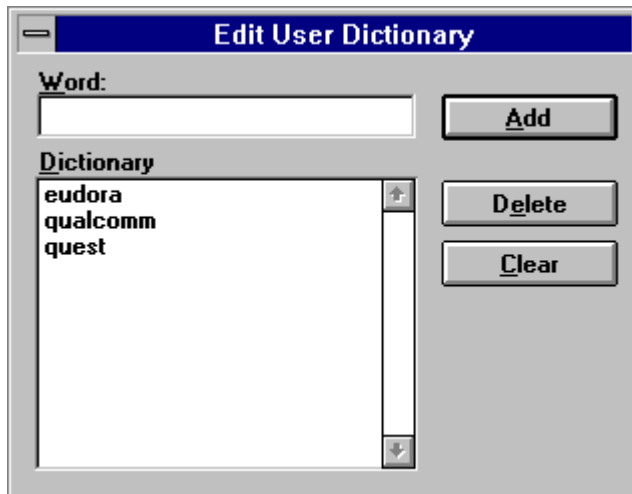 Edit User Dictionary
Word:
Add
Dictionary
eudora
qualcomm
quest
Delete
Clear